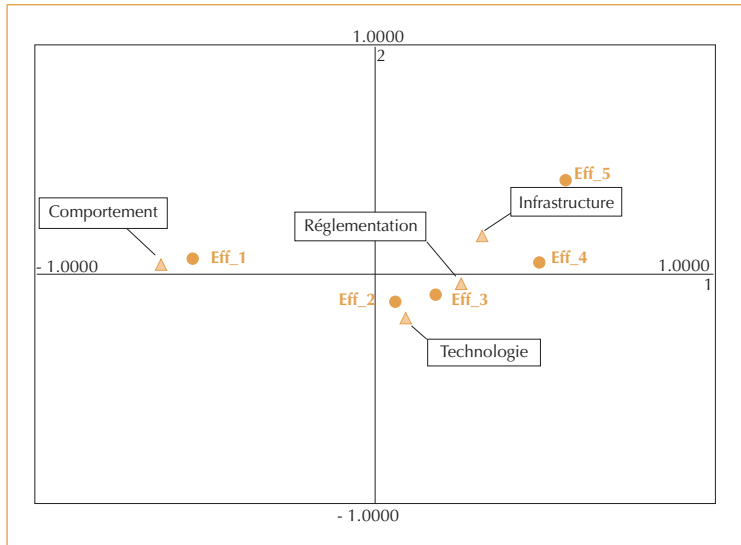 1.0000
2
Eff_5
Infrastructure
Comportement
Réglementation
Eff_1
Eff_4
- 1.0000
1.0000
1
Eff_2
Eff_3
Technologie
- 1.0000